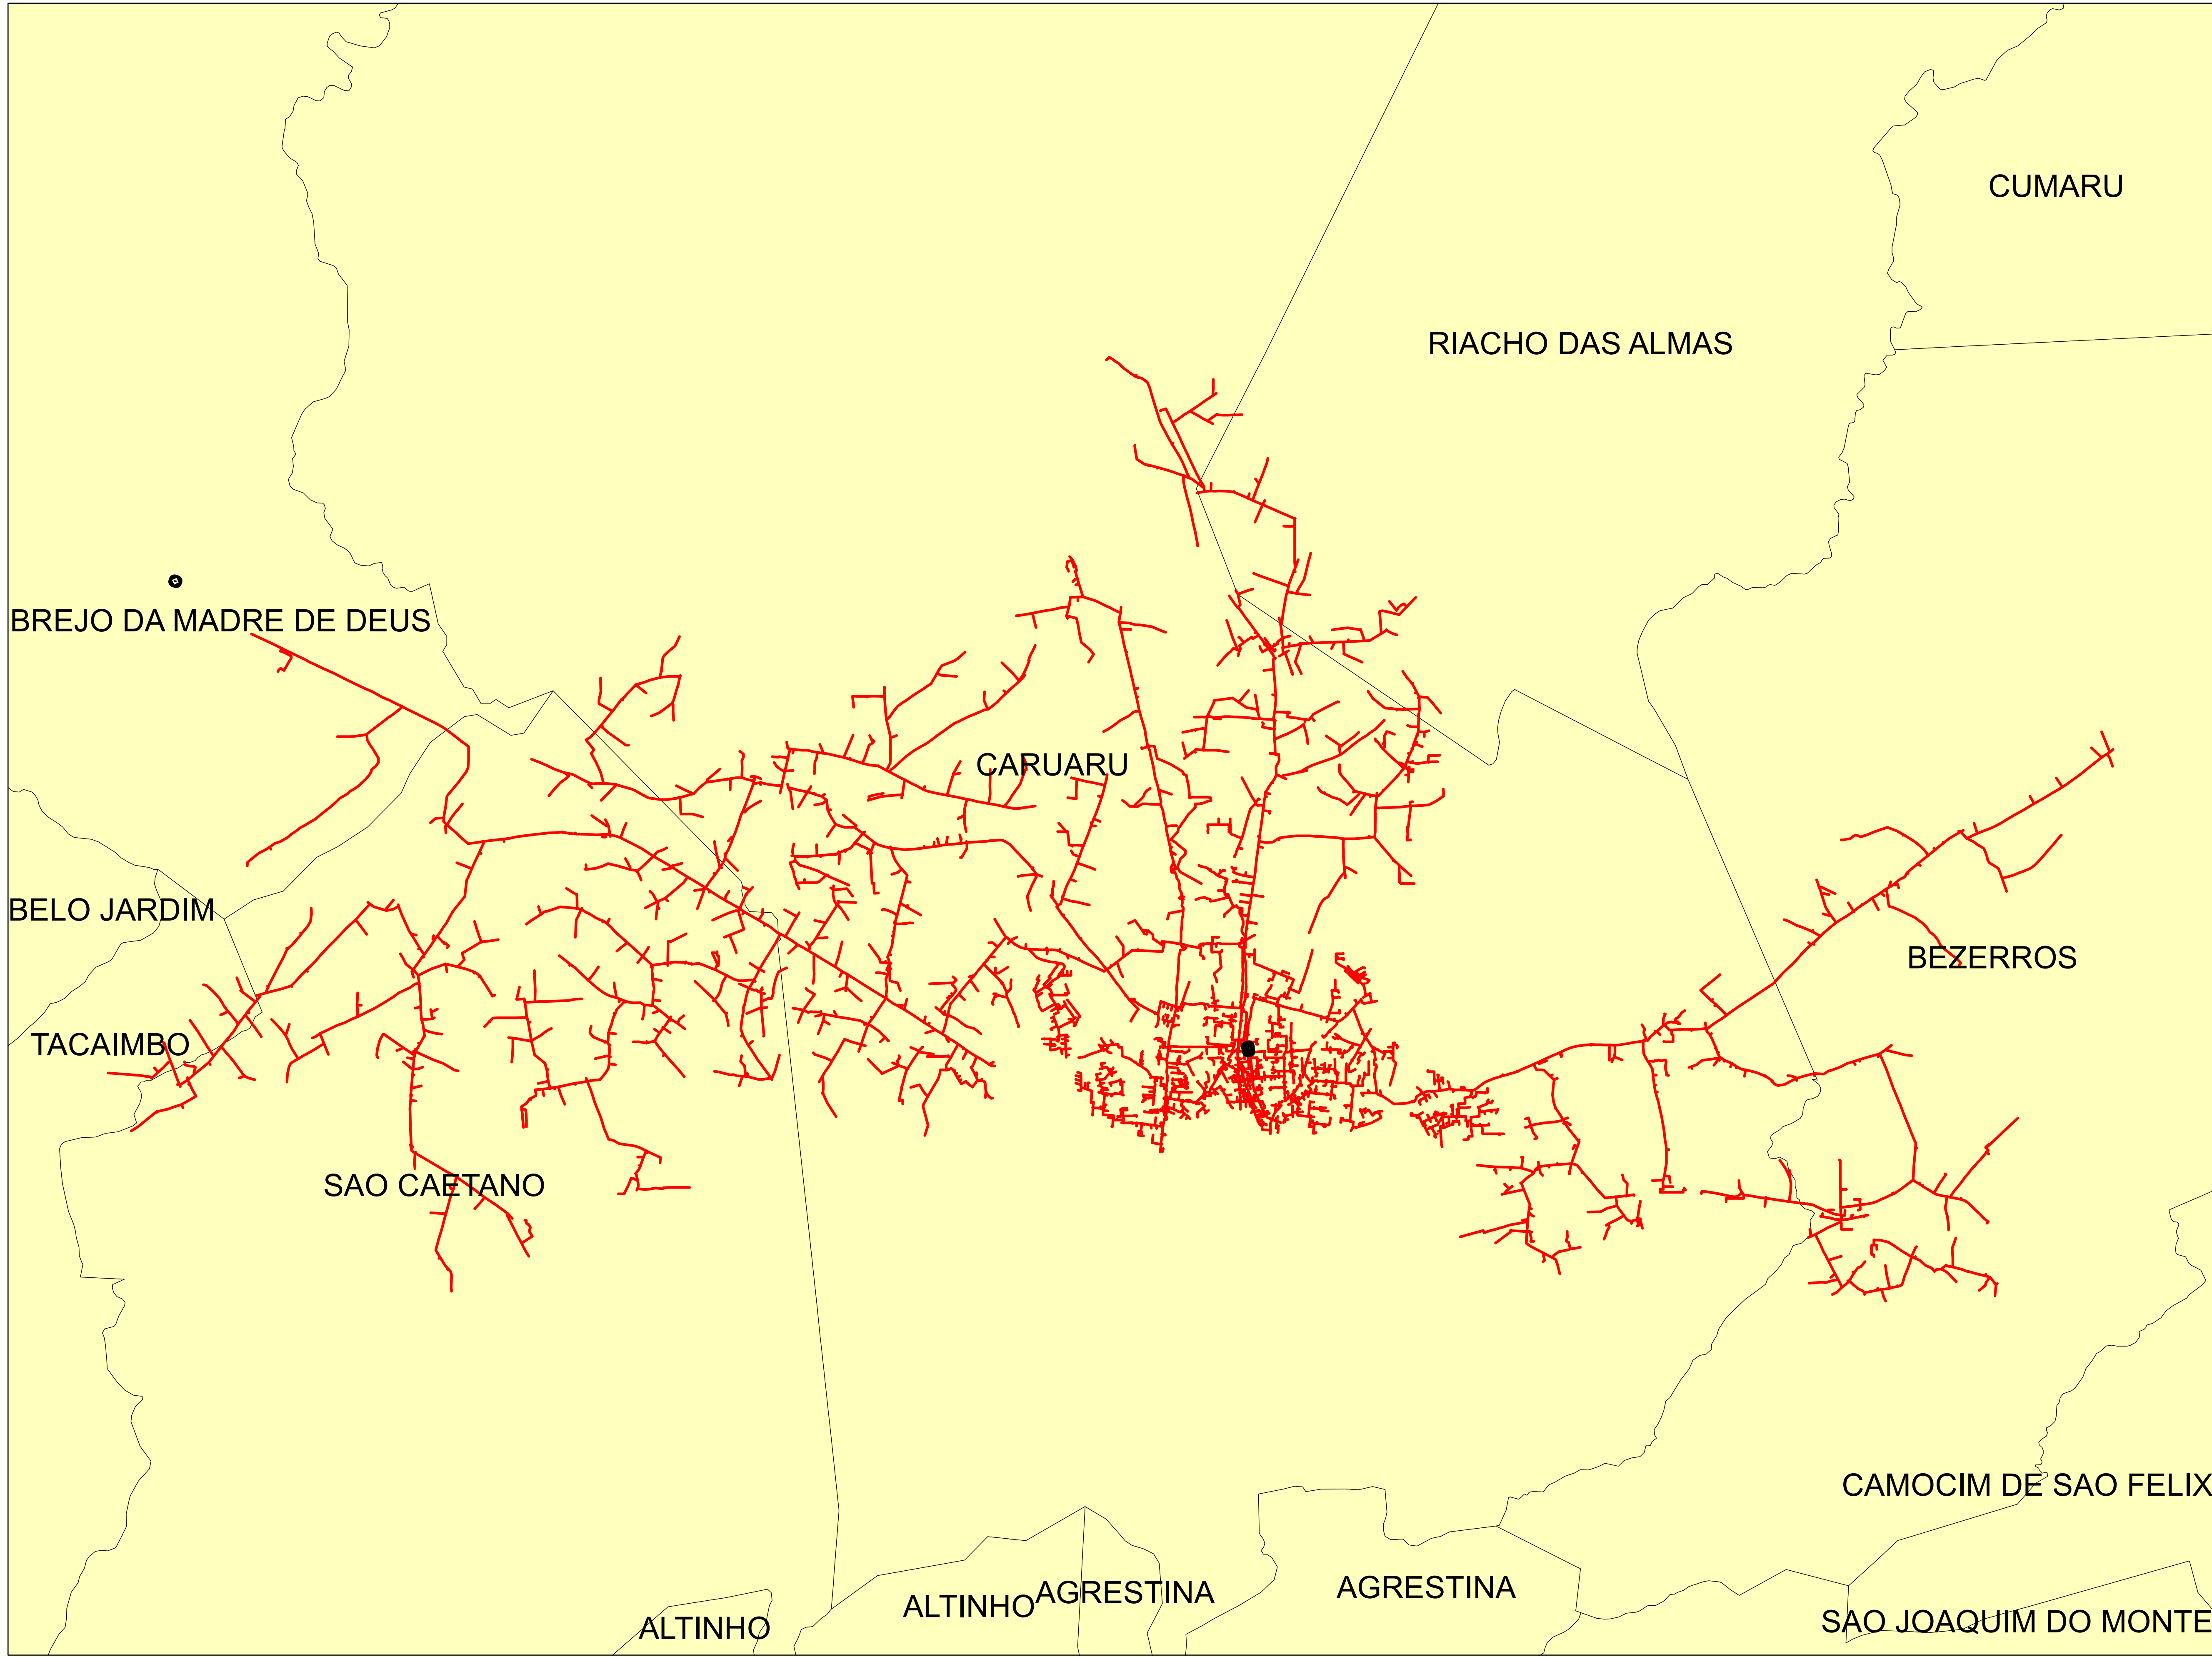 CUMARU
RIACHO DAS ALMAS
BREJO DA MADRE DE DEUS
CARUARU
BELO JARDIM
BEZERROS
TACAIMBO
SAO CAETANO
CAMOCIM DE SAO FELIX
AGRESTINA
AGRESTINA
ALTINHO
ALTINHO
SAO JOAQUIM DO MONTE